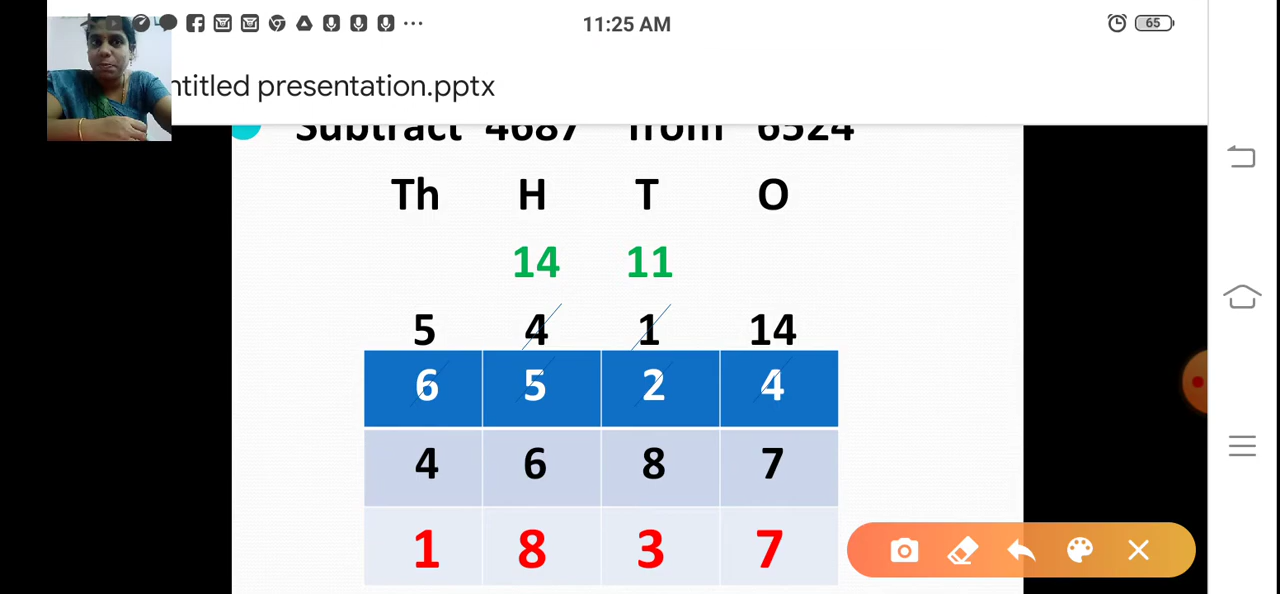 11:25 AM
65
ntitled presentation.pptx
Subtract 4687 from 6524
Th H T O
14 11
5 4 1 14
6 5 2 4
4 6 8 7
1 8 3 7